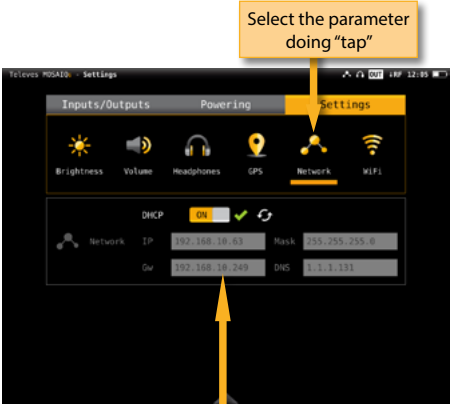 Select the parameter
doing “tap”
Televes MOSAIQ6 - Settings OUT ↓RF 12:05
Inputs/Outputs Powering Settings
Brightness Volume Headphones GPS Network WiFi
DHCP ON
Network IP 192.168.10.63 Mask 255.255.255.0
Gw 192.168.10.249 DNS 1.1.1.131